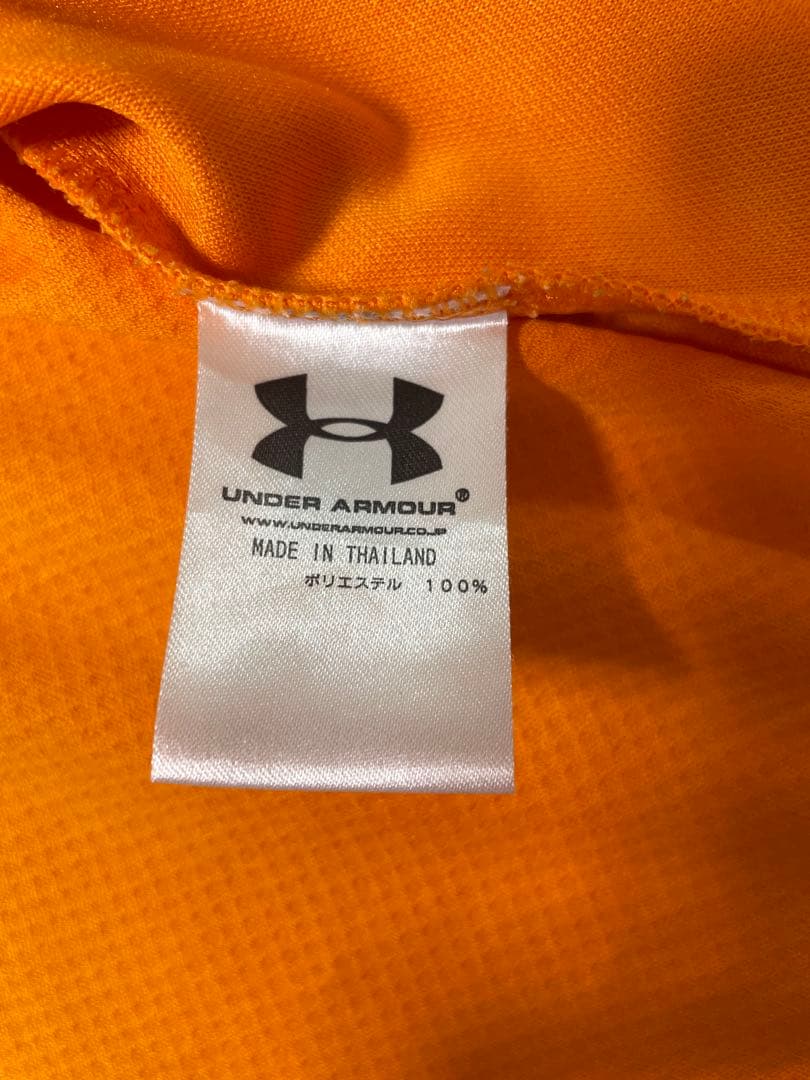 UNDER ARMOUR®
WWW.UNDERARMOUR.CO.JP
MADE IN THAILAND
ポリエステル 100%